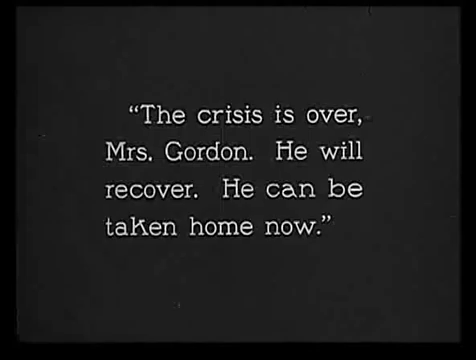 “The crisis is over,
Mrs. Gordon. He will
recover. He can be
taken home now.”